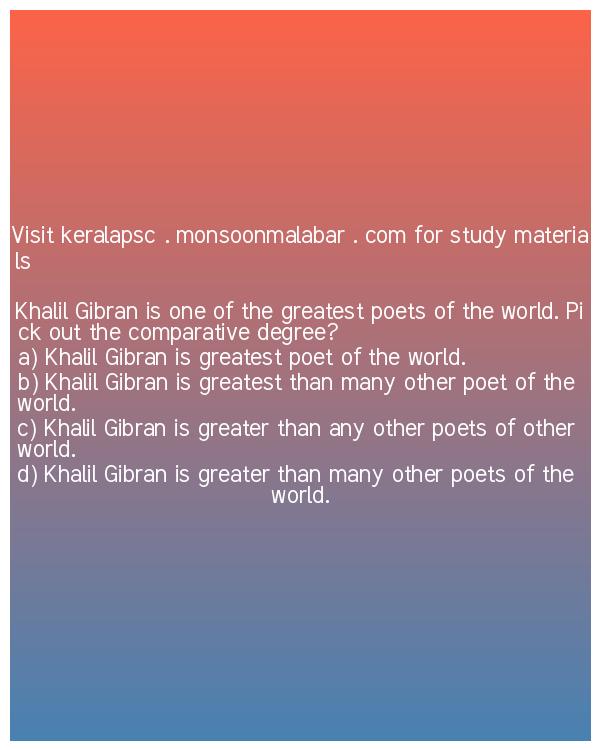 Visit keralapsc . monsoonmalabar . com for study materia
ls
Khalil Gibran is one of the greatest poets of the world. Pi
ck out the comparative degree?
a) Khalil Gibran is greatest poet of the world.
b) Khalil Gibran is greatest than many other poet of the
world.
c) Khalil Gibran is greater than any other poets of other
world.
d) Khalil Gibran is greater than many other poets of the
world.